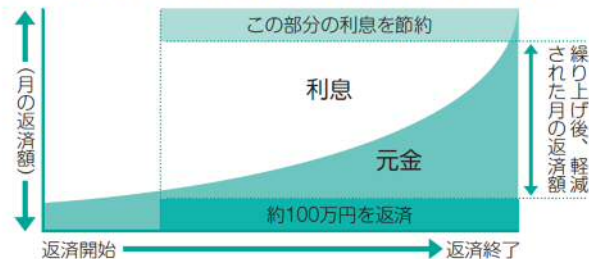 この部分の利息を節約
（月の返済額）
利息
元金
繰り上げ後、軽減
された月の返済額
約100万円を返済
返済開始
返済終了